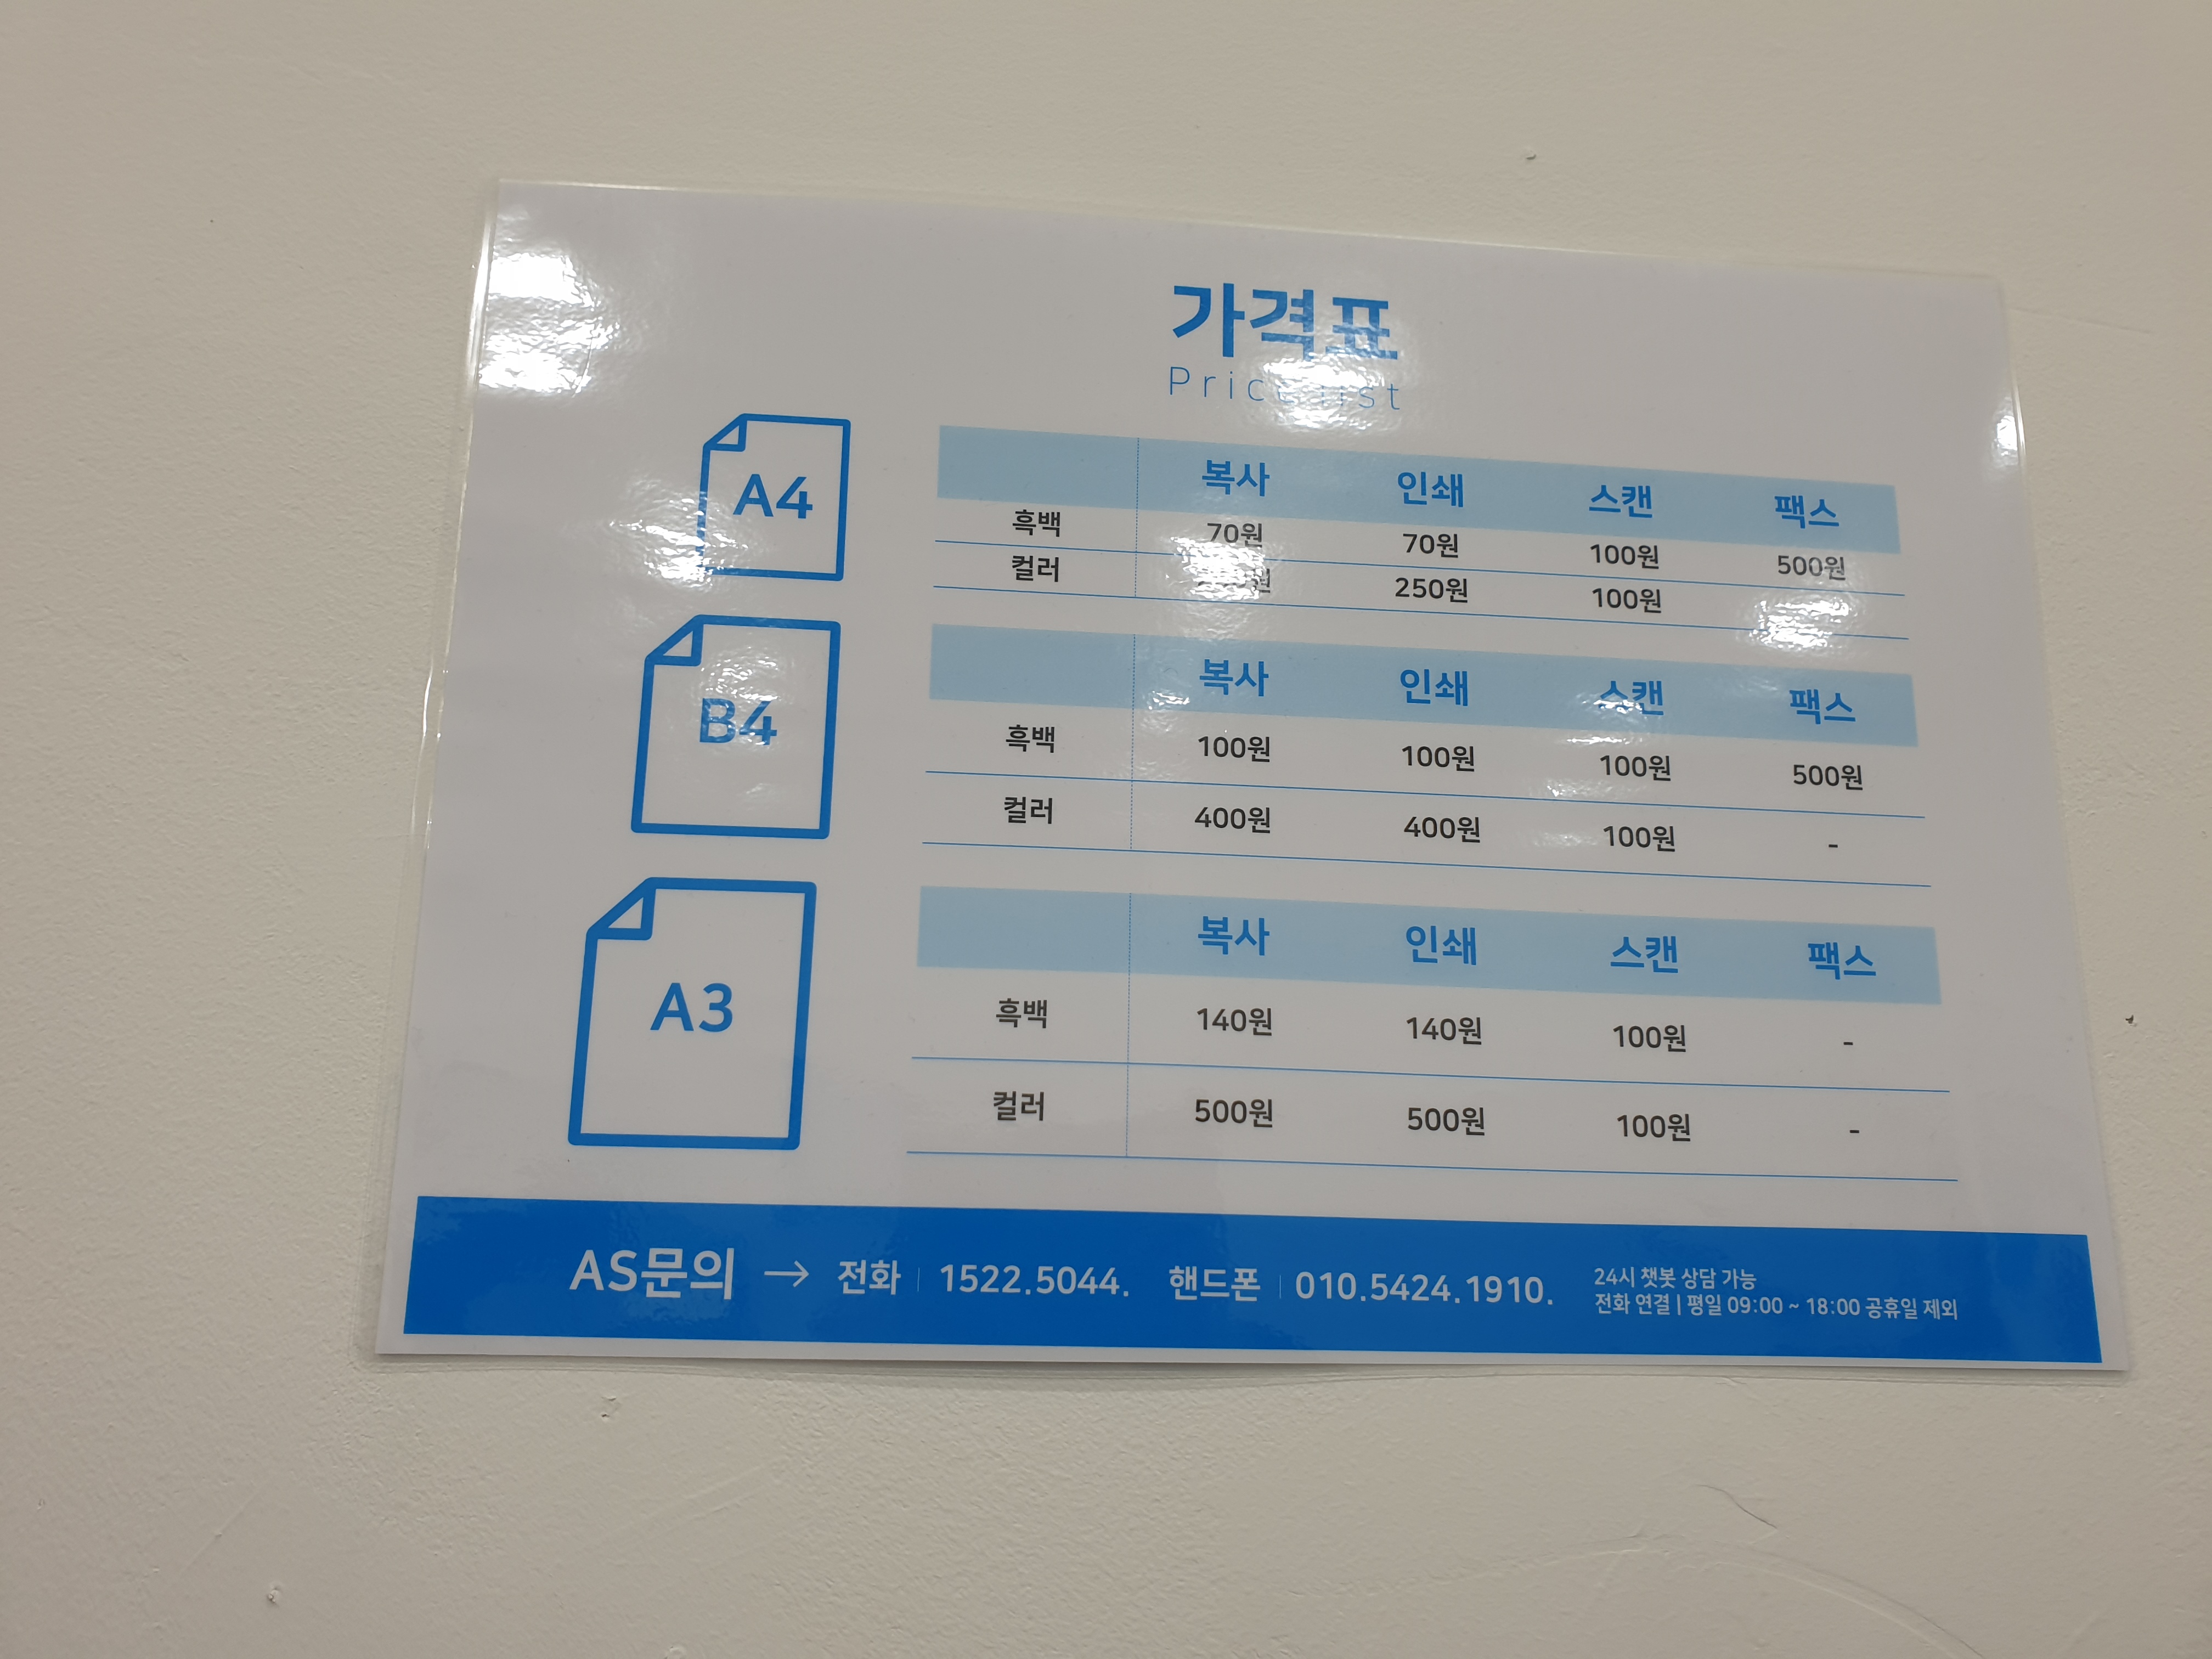 가격표
Price list
A4
복사 인쇄 스캔 팩스
흑백 70원 70원 100원 500원
컬러 250원 100원
B4
복사 인쇄 스캔 팩스
흑백 100원 100원 100원 500원
컬러 400원 400원 100원 -
A3
복사 인쇄 스캔 팩스
흑백 140원 140원 100원 -
컬러 500원 500원 100원 -
AS문의 → 전화 | 1522.5044. 핸드폰 | 010.5424.1910.
24시 챗봇 상담 가능
전화 연결 | 평일 09:00 ~ 18:00 공휴일 제외